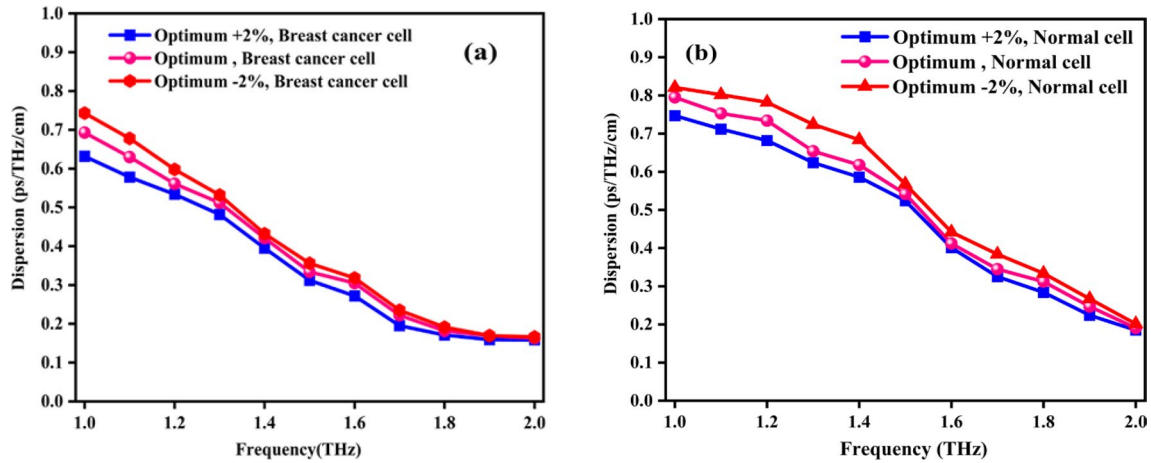 Optimum +2%, Breast cancer cell
Optimum , Breast cancer cell
Optimum -2%, Breast cancer cell
(a)
Dispersion (ps/THz/cm)
1.0
0.9
0.8
0.7
0.6
0.5
0.4
0.3
0.2
0.1
0.0
1.0 1.2 1.4 1.6 1.8 2.0
Frequency(THz)
(b)
Optimum +2%, Normal cell
Optimum , Normal cell
Optimum -2%, Normal cell
Dispersion (ps/THz/cm)
1.0
0.9
0.8
0.7
0.6
0.5
0.4
0.3
0.2
0.1
0.0
1.0 1.2 1.4 1.6 1.8 2.0
Frequency (THz)